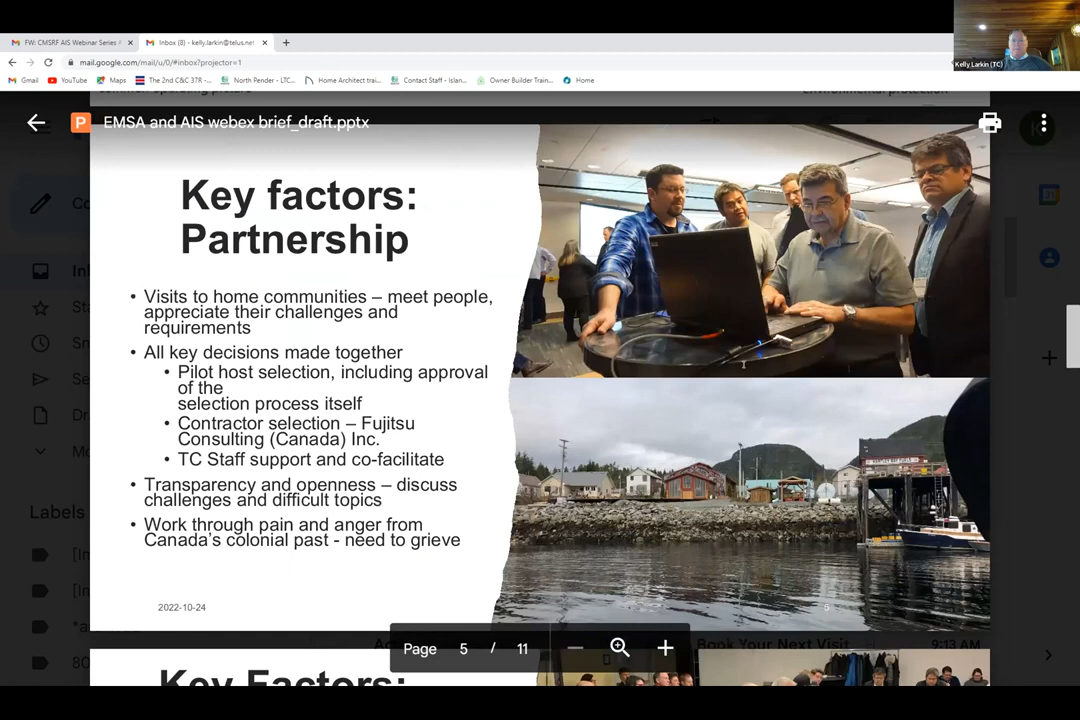 FW: CMSRF AIS Webinar Series
Inbox (8) - kelly.larkin@telus.net
mail.google.com/mail/u/0/#inbox?projector=1
Gmail
YouTube
Maps
The 2nd C&C 37R -...
North Pender - LTC...
Home Architect trai...
Contact Staff - Islan...
Owner Builder Train...
Home
Kelly Larkin (TC)
common operating picture
Environmental protection
P
EMSA and AIS webex brief_draft.pptx
Key factors:
Partnership
• Visits to home communities – meet people,
appreciate their challenges and
requirements
• All key decisions made together
• Pilot host selection, including approval
of the
selection process itself
• Contractor selection – Fujitsu
Consulting (Canada) Inc.
• TC Staff support and co-facilitate
• Transparency and openness – discuss
challenges and difficult topics
• Work through pain and anger from
Canada's colonial past - need to grieve
2022-10-24
Labels
Page 5 / 11
Book Your Next Visit
9:13 AM
Key Factors: